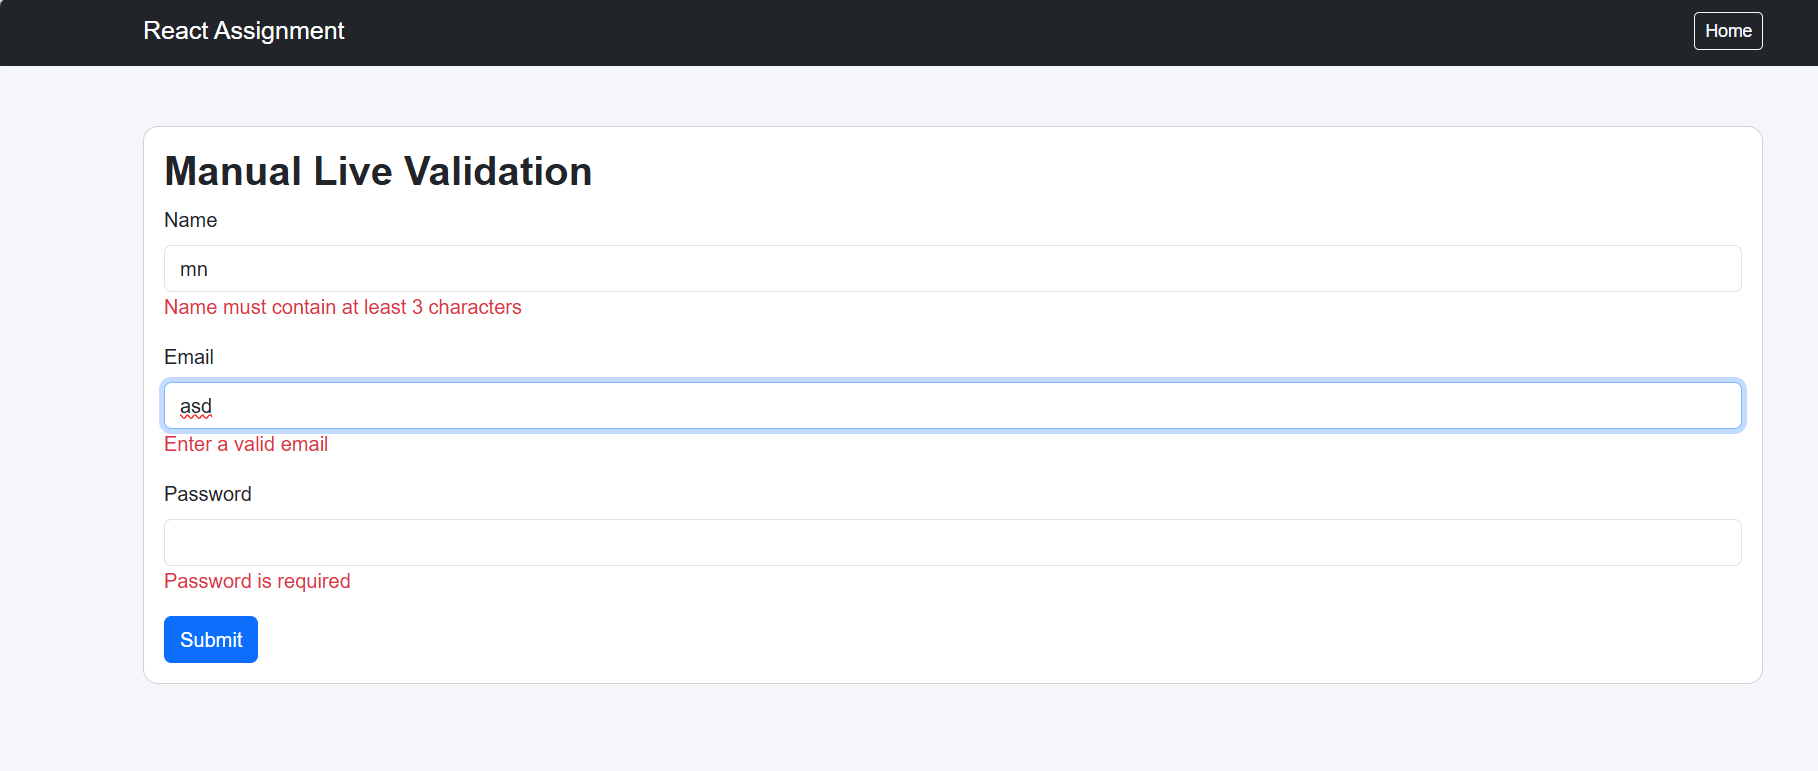 React Assignment
Home
Manual Live Validation
Name
mn
Name must contain at least 3 characters
Email
asd
Enter a valid email
Password
Password is required
Submit